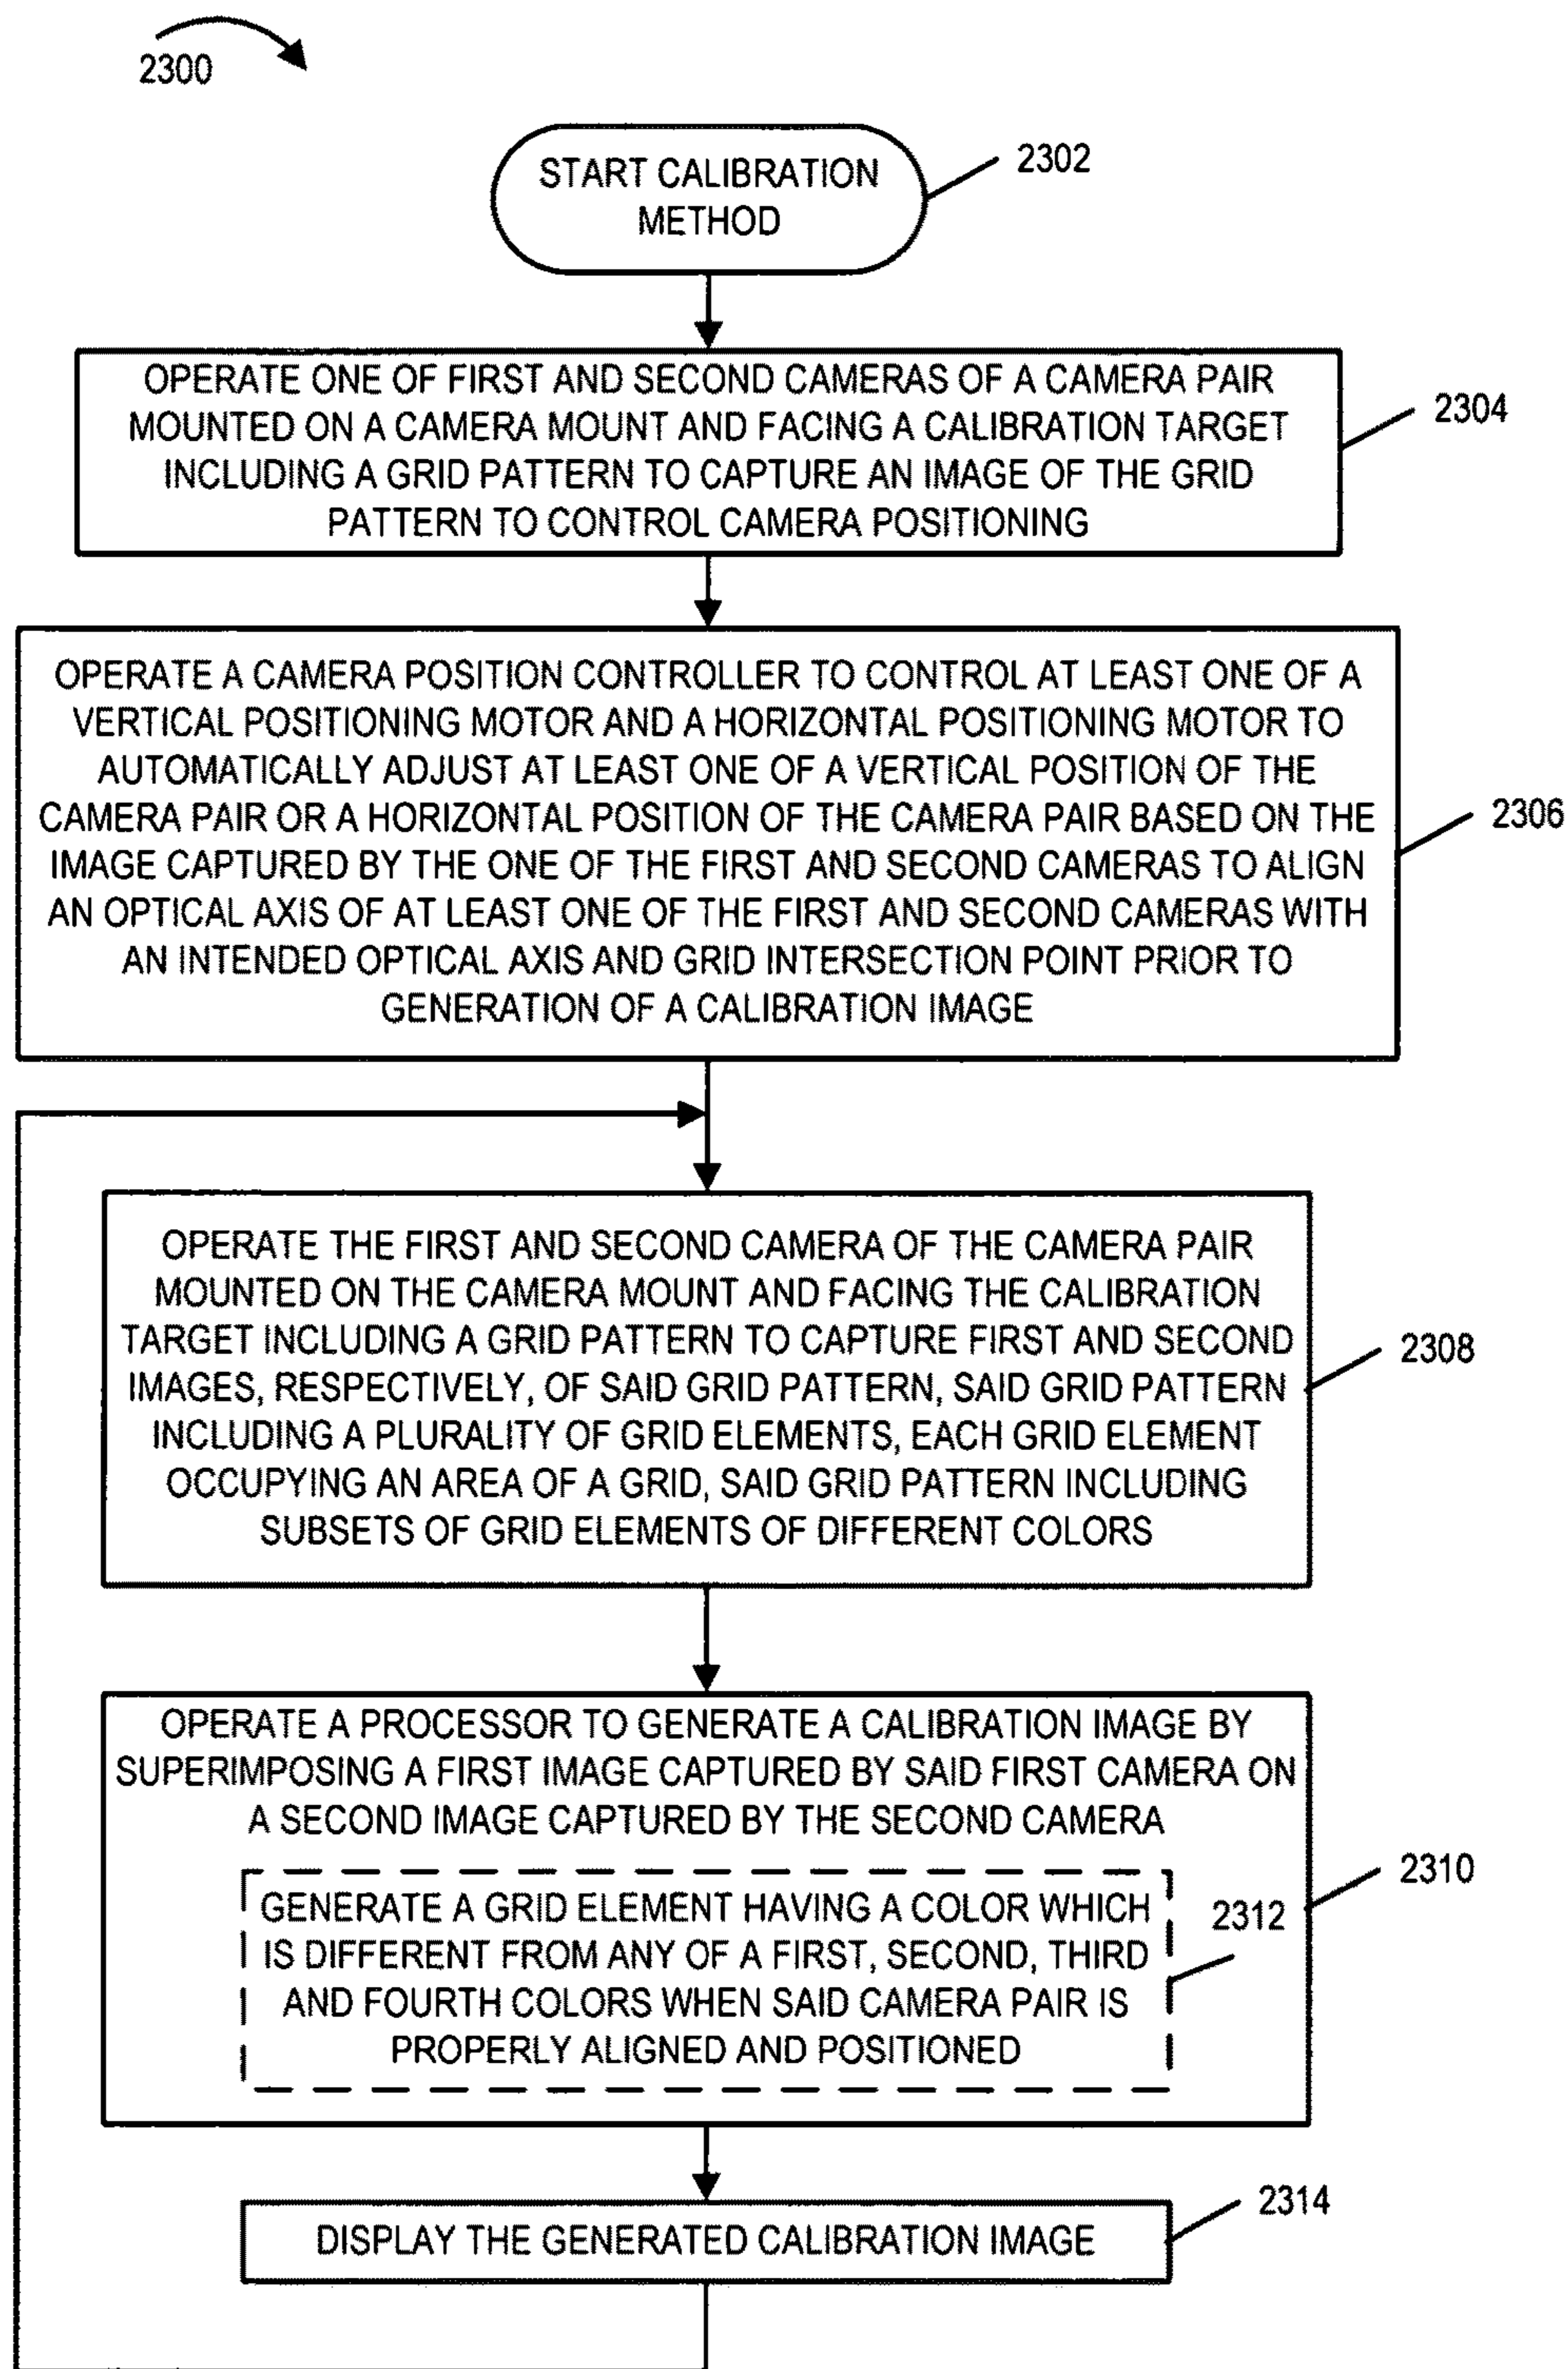 2300
START CALIBRATION
METHOD
2302
OPERATE ONE OF FIRST AND SECOND CAMERAS OF A CAMERA PAIR
MOUNTED ON A CAMERA MOUNT AND FACING A CALIBRATION TARGET
INCLUDING A GRID PATTERN TO CAPTURE AN IMAGE OF THE GRID
PATTERN TO CONTROL CAMERA POSITIONING
2304
OPERATE A CAMERA POSITION CONTROLLER TO CONTROL AT LEAST ONE OF A
VERTICAL POSITIONING MOTOR AND A HORIZONTAL POSITIONING MOTOR TO
AUTOMATICALLY ADJUST AT LEAST ONE OF A VERTICAL POSITION OF THE
CAMERA PAIR OR A HORIZONTAL POSITION OF THE CAMERA PAIR BASED ON THE
IMAGE CAPTURED BY THE ONE OF THE FIRST AND SECOND CAMERAS TO ALIGN
AN OPTICAL AXIS OF AT LEAST ONE OF THE FIRST AND SECOND CAMERAS WITH
AN INTENDED OPTICAL AXIS AND GRID INTERSECTION POINT PRIOR TO
GENERATION OF A CALIBRATION IMAGE
2306
OPERATE THE FIRST AND SECOND CAMERA OF THE CAMERA PAIR
MOUNTED ON THE CAMERA MOUNT AND FACING THE CALIBRATION
TARGET INCLUDING A GRID PATTERN TO CAPTURE FIRST AND SECOND
IMAGES, RESPECTIVELY, OF SAID GRID PATTERN, SAID GRID PATTERN
INCLUDING A PLURALITY OF GRID ELEMENTS, EACH GRID ELEMENT
OCCUPYING AN AREA OF A GRID, SAID GRID PATTERN INCLUDING
SUBSETS OF GRID ELEMENTS OF DIFFERENT COLORS
2308
OPERATE A PROCESSOR TO GENERATE A CALIBRATION IMAGE BY
SUPERIMPOSING A FIRST IMAGE CAPTURED BY SAID FIRST CAMERA ON
A SECOND IMAGE CAPTURED BY THE SECOND CAMERA
2310
GENERATE A GRID ELEMENT HAVING A COLOR WHICH
IS DIFFERENT FROM ANY OF A FIRST, SECOND, THIRD
AND FOURTH COLORS WHEN SAID CAMERA PAIR IS
PROPERLY ALIGNED AND POSITIONED
2312
DISPLAY THE GENERATED CALIBRATION IMAGE
2314